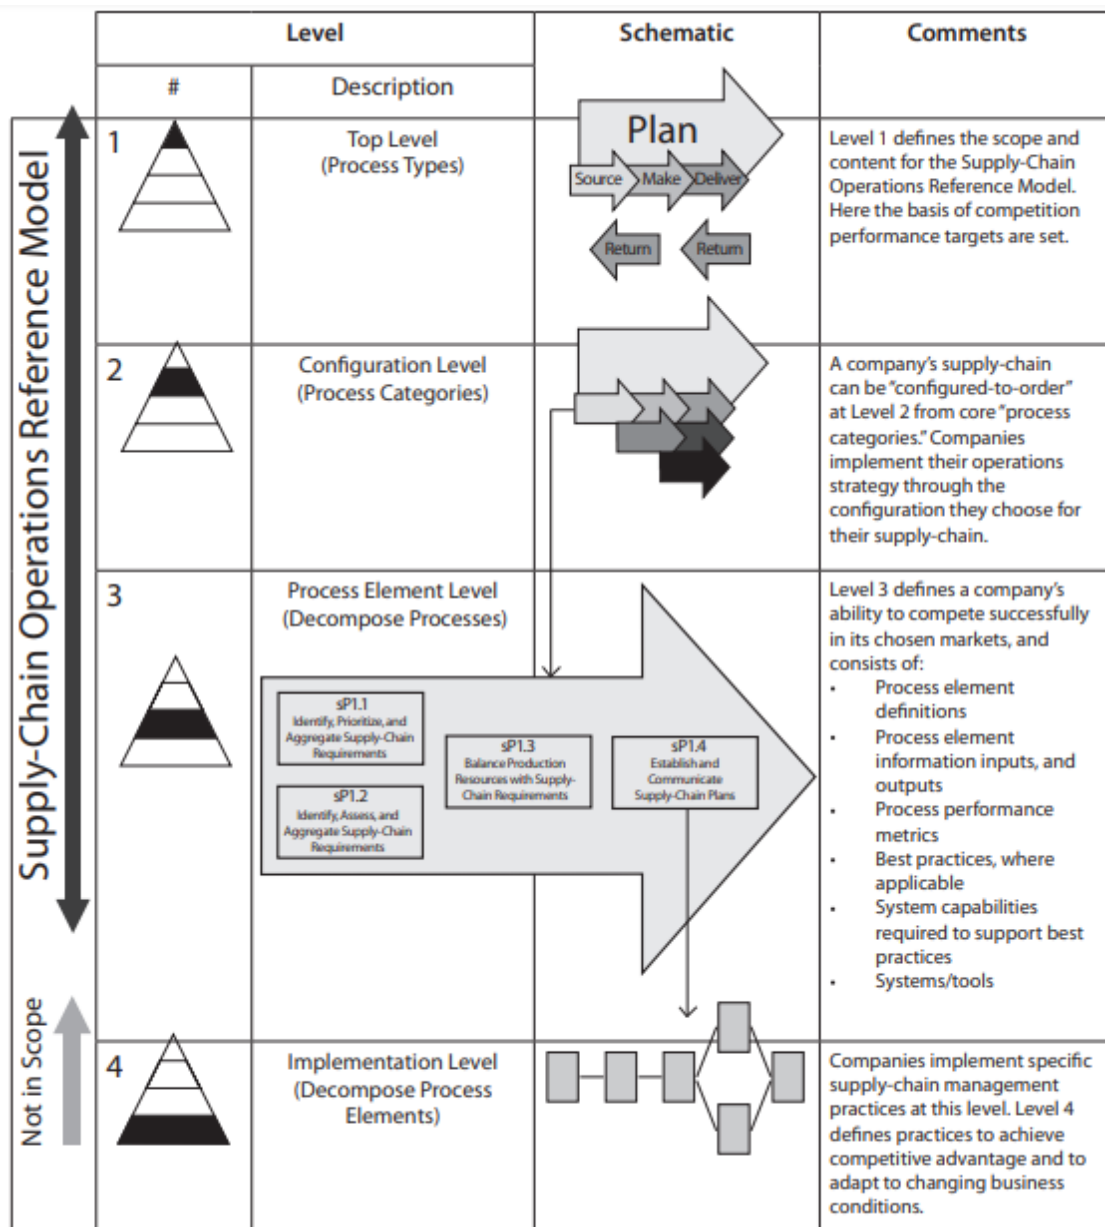 Level
Schematic
Comments
#
Description
Supply-Chain Operations Reference Model
Not in Scope
1
Top Level
(Process Types)
Plan
Source
Make
Deliver
Return
Return
Level 1 defines the scope and
content for the Supply-Chain
Operations Reference Model.
Here the basis of competition
performance targets are set.
2
Configuration Level
(Process Categories)
A company's supply-chain
can be "configured-to-order"
at Level 2 from core "process
categories." Companies
implement their operations
strategy through the
configuration they choose for
their supply-chain.
3
Process Element Level
(Decompose Processes)
sP1.1
Identify, Prioritize, and
Aggregate Supply-Chain
Requirements
sP1.2
Identify, Assess, and
Aggregate Supply-Chain
Requirements
sP1.3
Balance Production
Resources with Supply-
Chain Requirements
sP1.4
Establish and
Communicate
Supply-Chain Plans
Level 3 defines a company's
ability to compete successfully
in its chosen markets, and
consists of:
• Process element
definitions
• Process element
information inputs, and
outputs
• Process performance
metrics
• Best practices, where
applicable
• System capabilities
required to support best
practices
• Systems/tools
4
Implementation Level
(Decompose Process
Elements)
Companies implement specific
supply-chain management
practices at this level. Level 4
defines practices to achieve
competitive advantage and to
adapt to changing business
conditions.